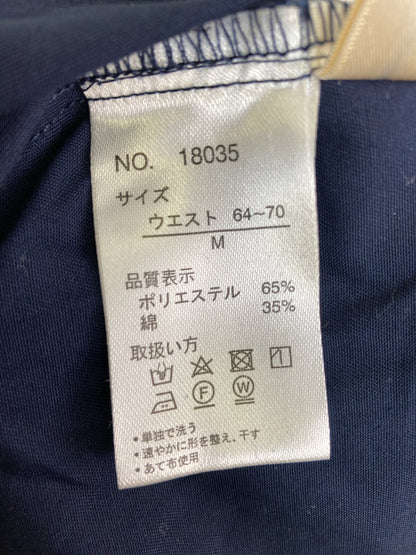 NO. 18035
サイズ
ウエスト 64~70
M
品質表示
ポリエステル 65%
綿 35%
取扱い方
F W
・単独で洗う
・速やかに形を整え、干す
・あて布使用